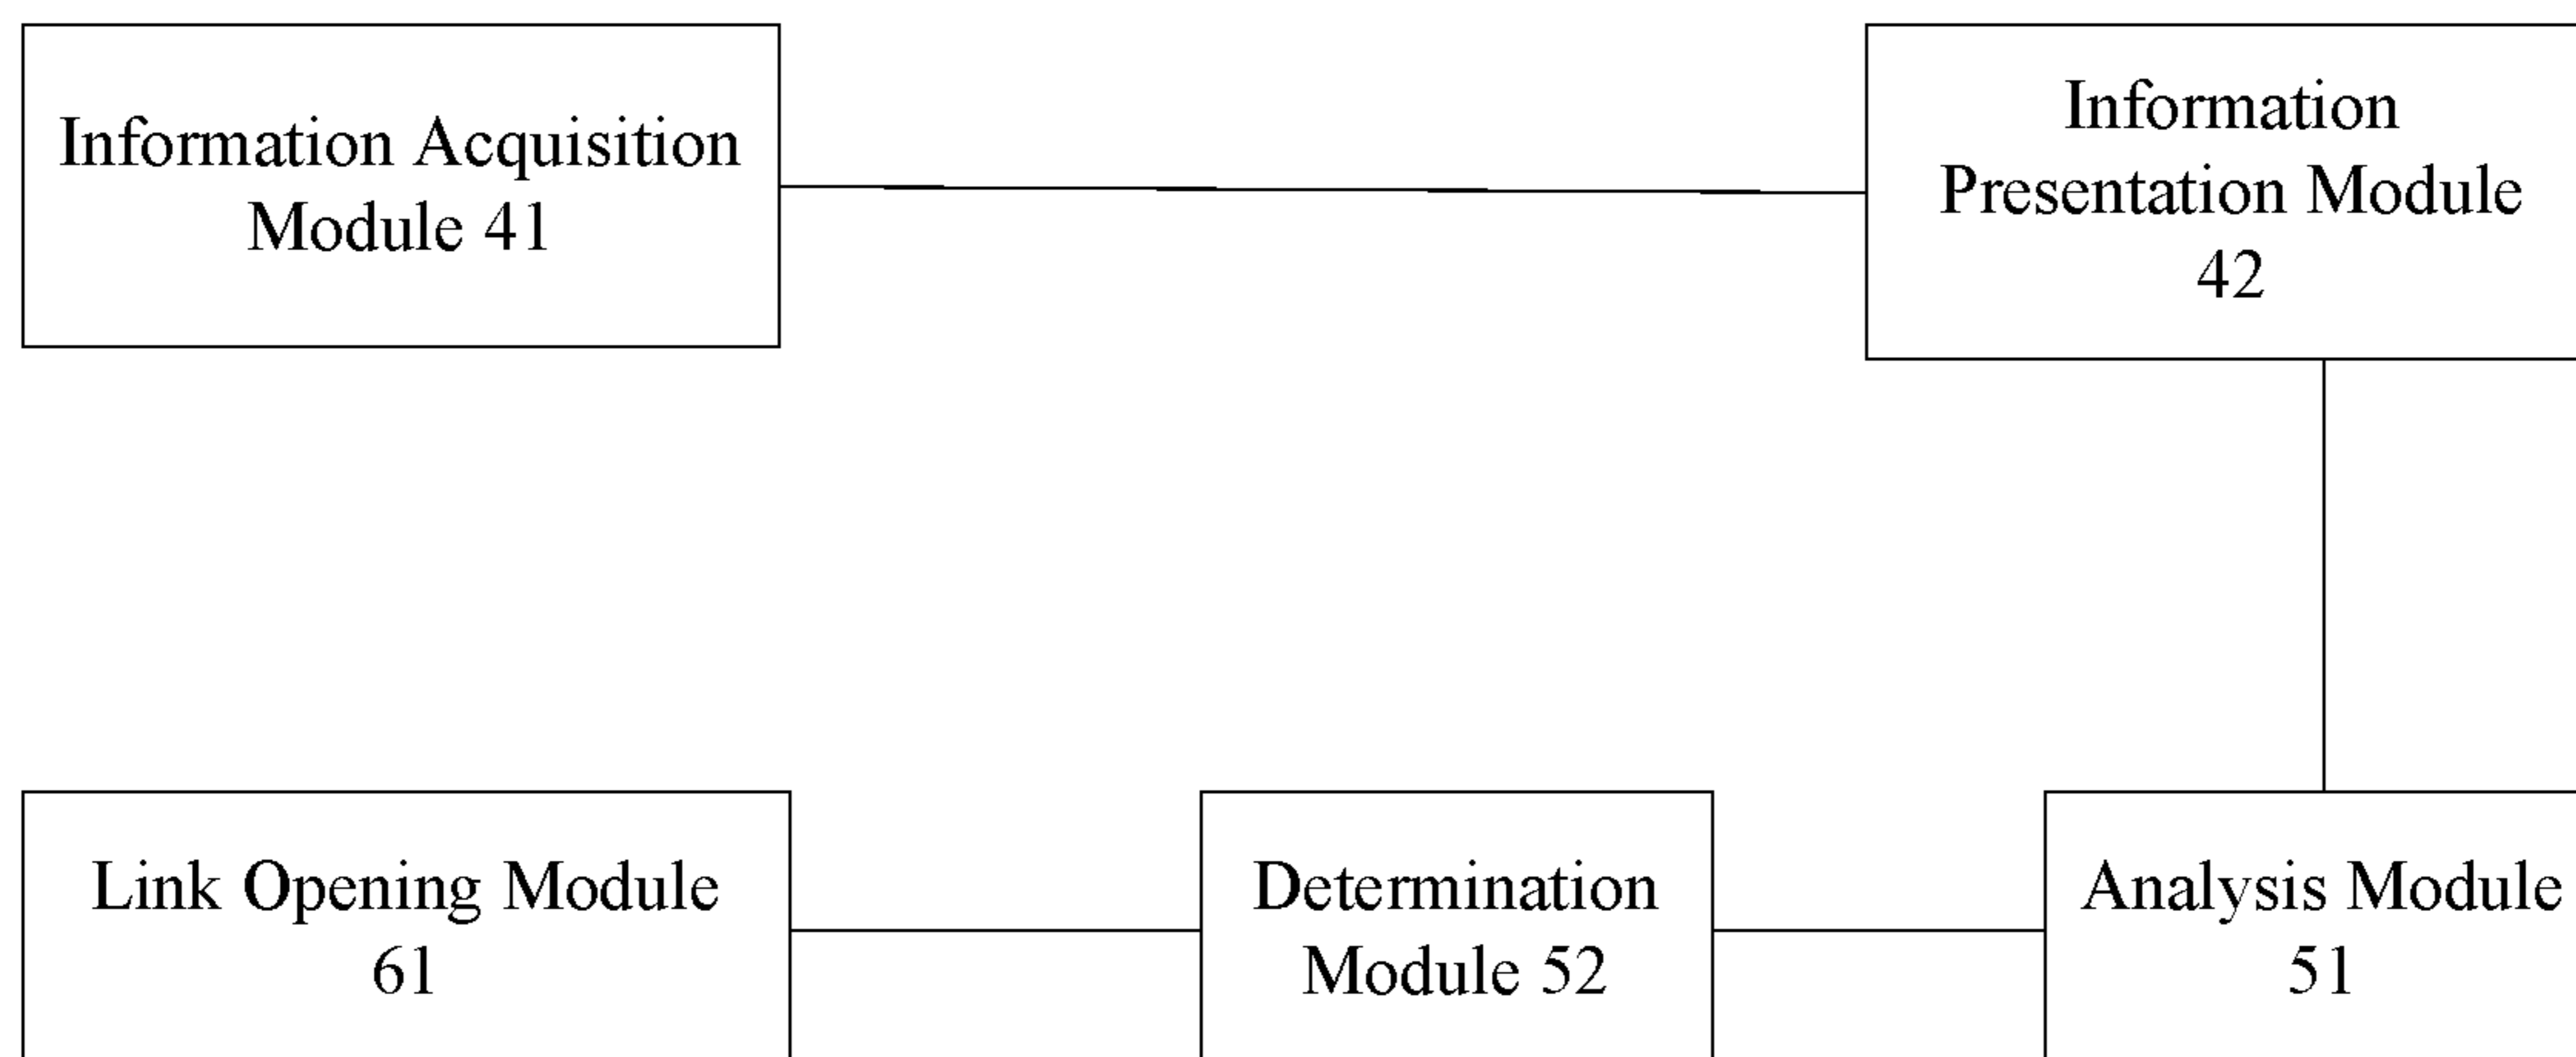 Information Acquisition
Module 41
Information
Presentation Module
42
Link Opening Module
61
Determination
Module 52
Analysis Module
51